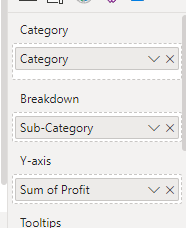 Category
Category
Breakdown
Sub-Category
Y-axis
Sum of Profit
Tooltips